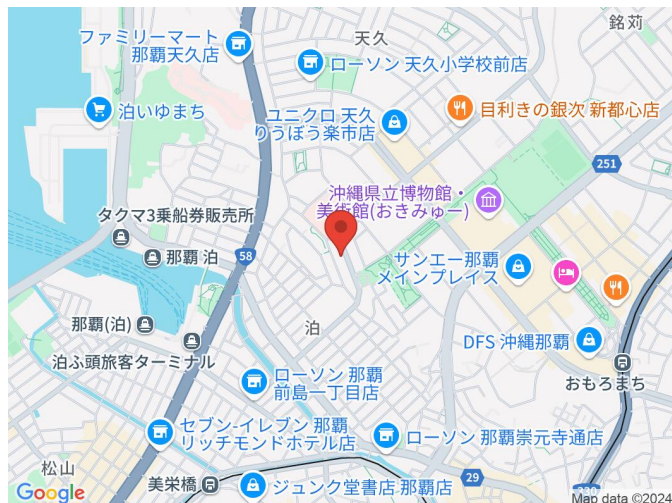 ファミリーマート
那覇天久店
天久
銘苅
ローソン 天久小学校前店
泊いゆまち
ユニクロ 天久
りうぼう楽市店
目利きの銀次 新都心店
251
沖縄県立博物館・
美術館(おきみゅー)
タクマ3乗船券販売所
那覇 泊
58
サンエー那覇
メインプレイス
那覇(泊)
泊
DFS 沖縄那覇
泊ふ頭旅客ターミナル
おもろまち
ローソン 那覇
前島一丁目店
セブン-イレブン 那覇
リッチモンドホテル店
ローソン 那覇崇元寺通店
松山
美栄橋
ジュンク堂書店 那覇店
29
Google
Map data ©2024